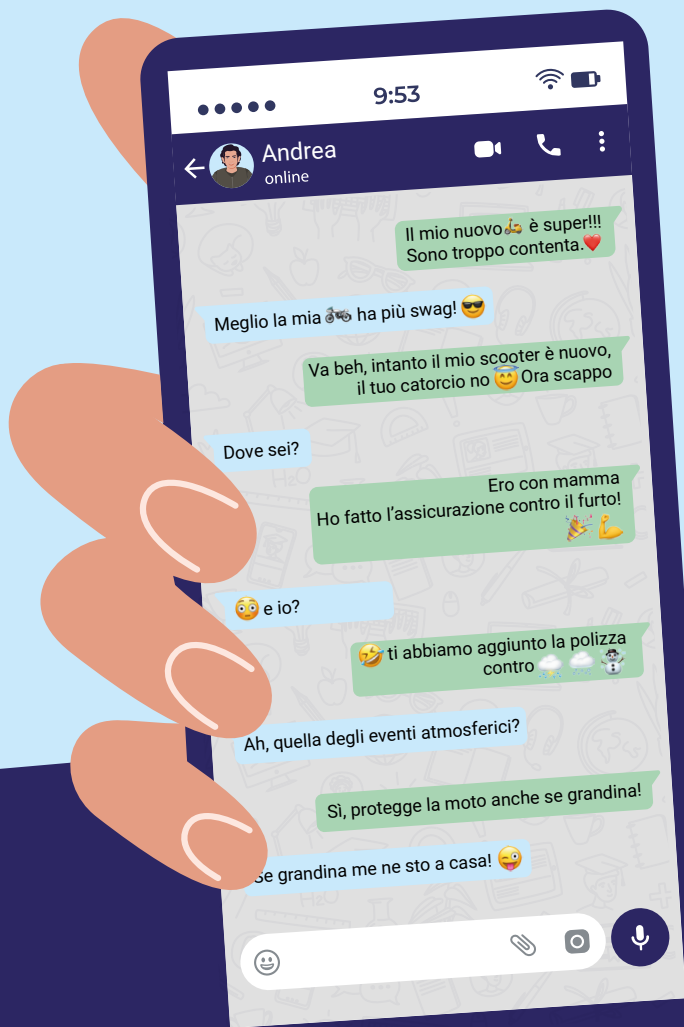 9:53
Andrea
online
Il mio nuovo🛵 è super!!!
Sono troppo contenta.❤️
Meglio la mia 🏍️ ha più swag! 😎
Va beh, intanto il mio scooter è nuovo,
il tuo catorcio no 😇 Ora scappo
Dove sei?
Ero con mamma
Ho fatto l’assicurazione contro il furto!
🎉 💪
😳 e io?
🤣 ti abbiamo aggiunto la polizza
contro ⛈️ 🌨️ ☃️
Ah, quella degli eventi atmosferici?
Sì, protegge la moto anche se grandina!
Se grandina me ne sto a casa! 😜